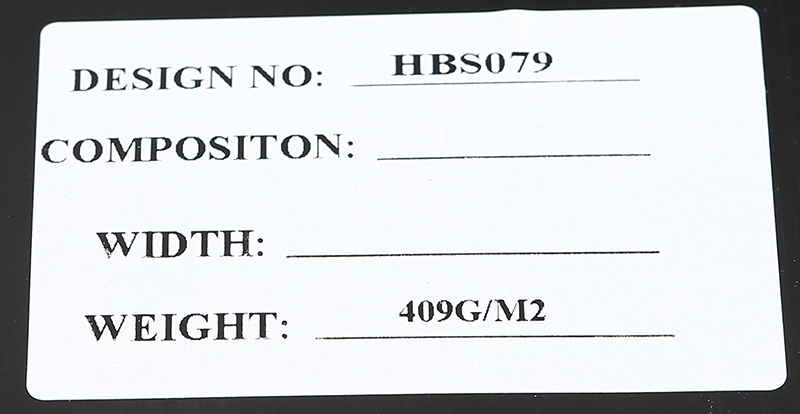 DESIGN NO: HBS079
COMPOSITON:
WIDTH:
WEIGHT: 409G/M2